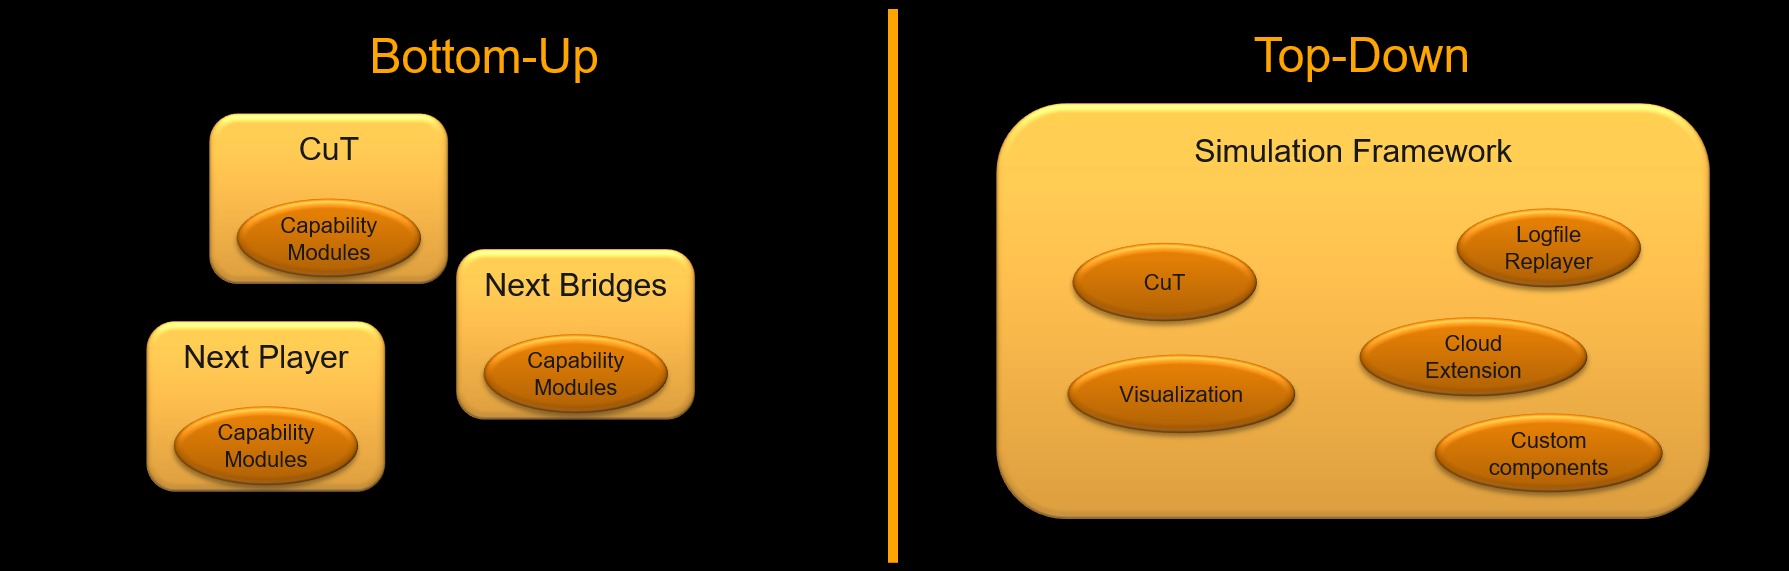 Bottom-Up
CuT
Capability
Modules
Next Bridges
Capability
Modules
Next Player
Capability
Modules
Top-Down
Simulation Framework
Logfile
Replayer
CuT
Cloud
Extension
Visualization
Custom
components